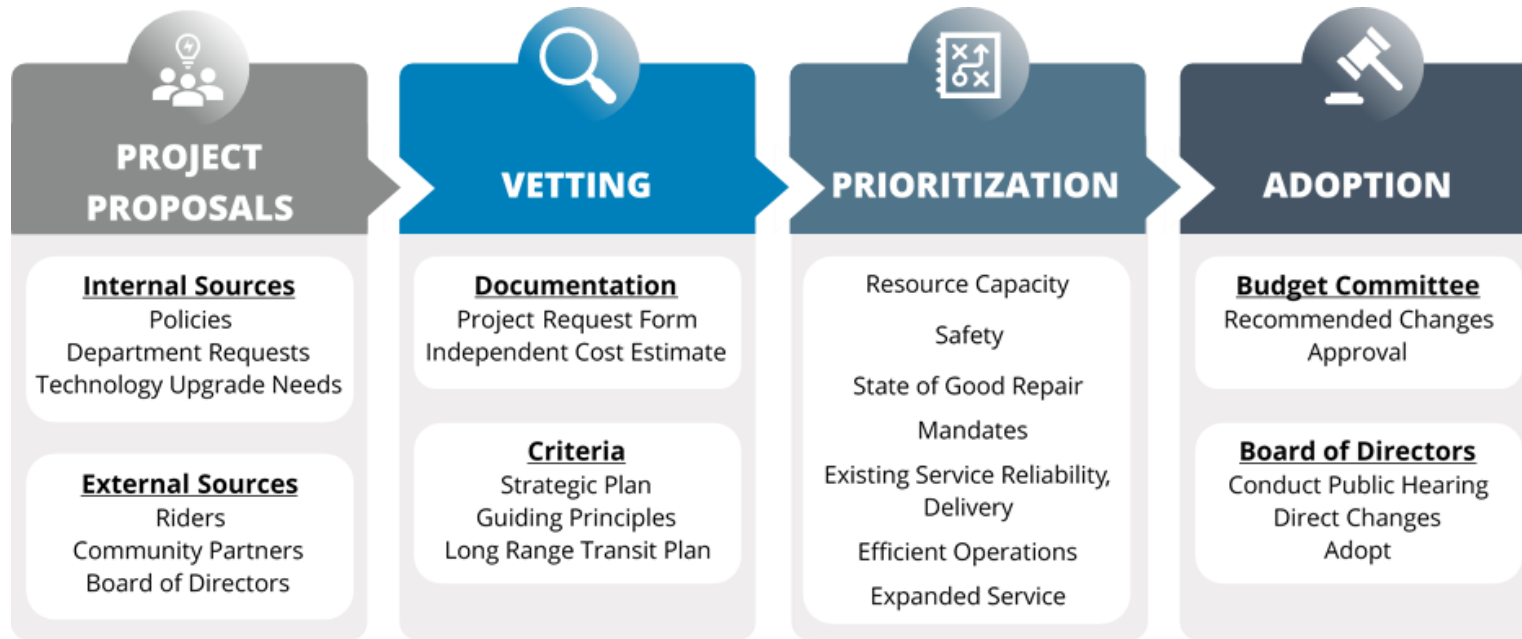 PROJECT
PROPOSALS
Internal Sources
Policies
Department Requests
Technology Upgrade Needs
External Sources
Riders
Community Partners
Board of Directors
VETTING
Documentation
Project Request Form
Independent Cost Estimate
Criteria
Strategic Plan
Guiding Principles
Long Range Transit Plan
PRIORITIZATION
Resource Capacity
Safety
State of Good Repair
Mandates
Existing Service Reliability,
Delivery
Efficient Operations
Expanded Service
ADOPTION
Budget Committee
Recommended Changes
Approval
Board of Directors
Conduct Public Hearing
Direct Changes
Adopt